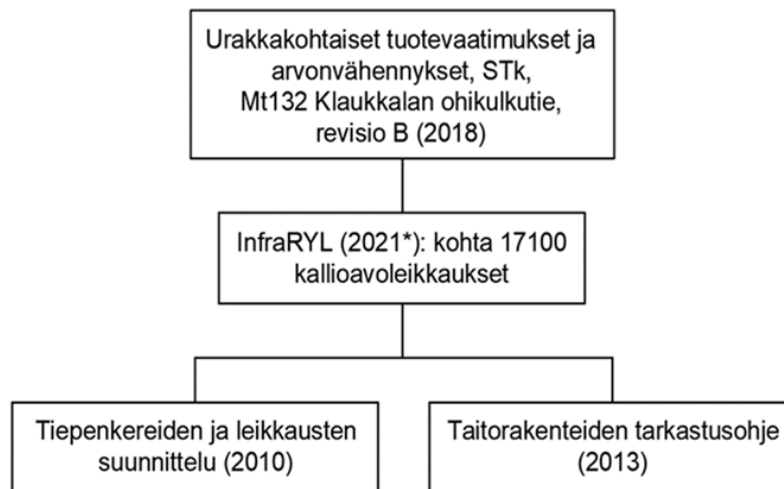 Urakkakohtaiset tuotevaatimukset ja
arvonvähennykset, STk,
Mt132 Klaukkalan ohikulkutie,
revisio B (2018)
InfraRYL (2021*): kohta 17100
kallioavoleikkaukset
Tiepenkereiden ja leikkausten
suunnittelu (2010)
Taitorakenteiden tarkastusohje
(2013)